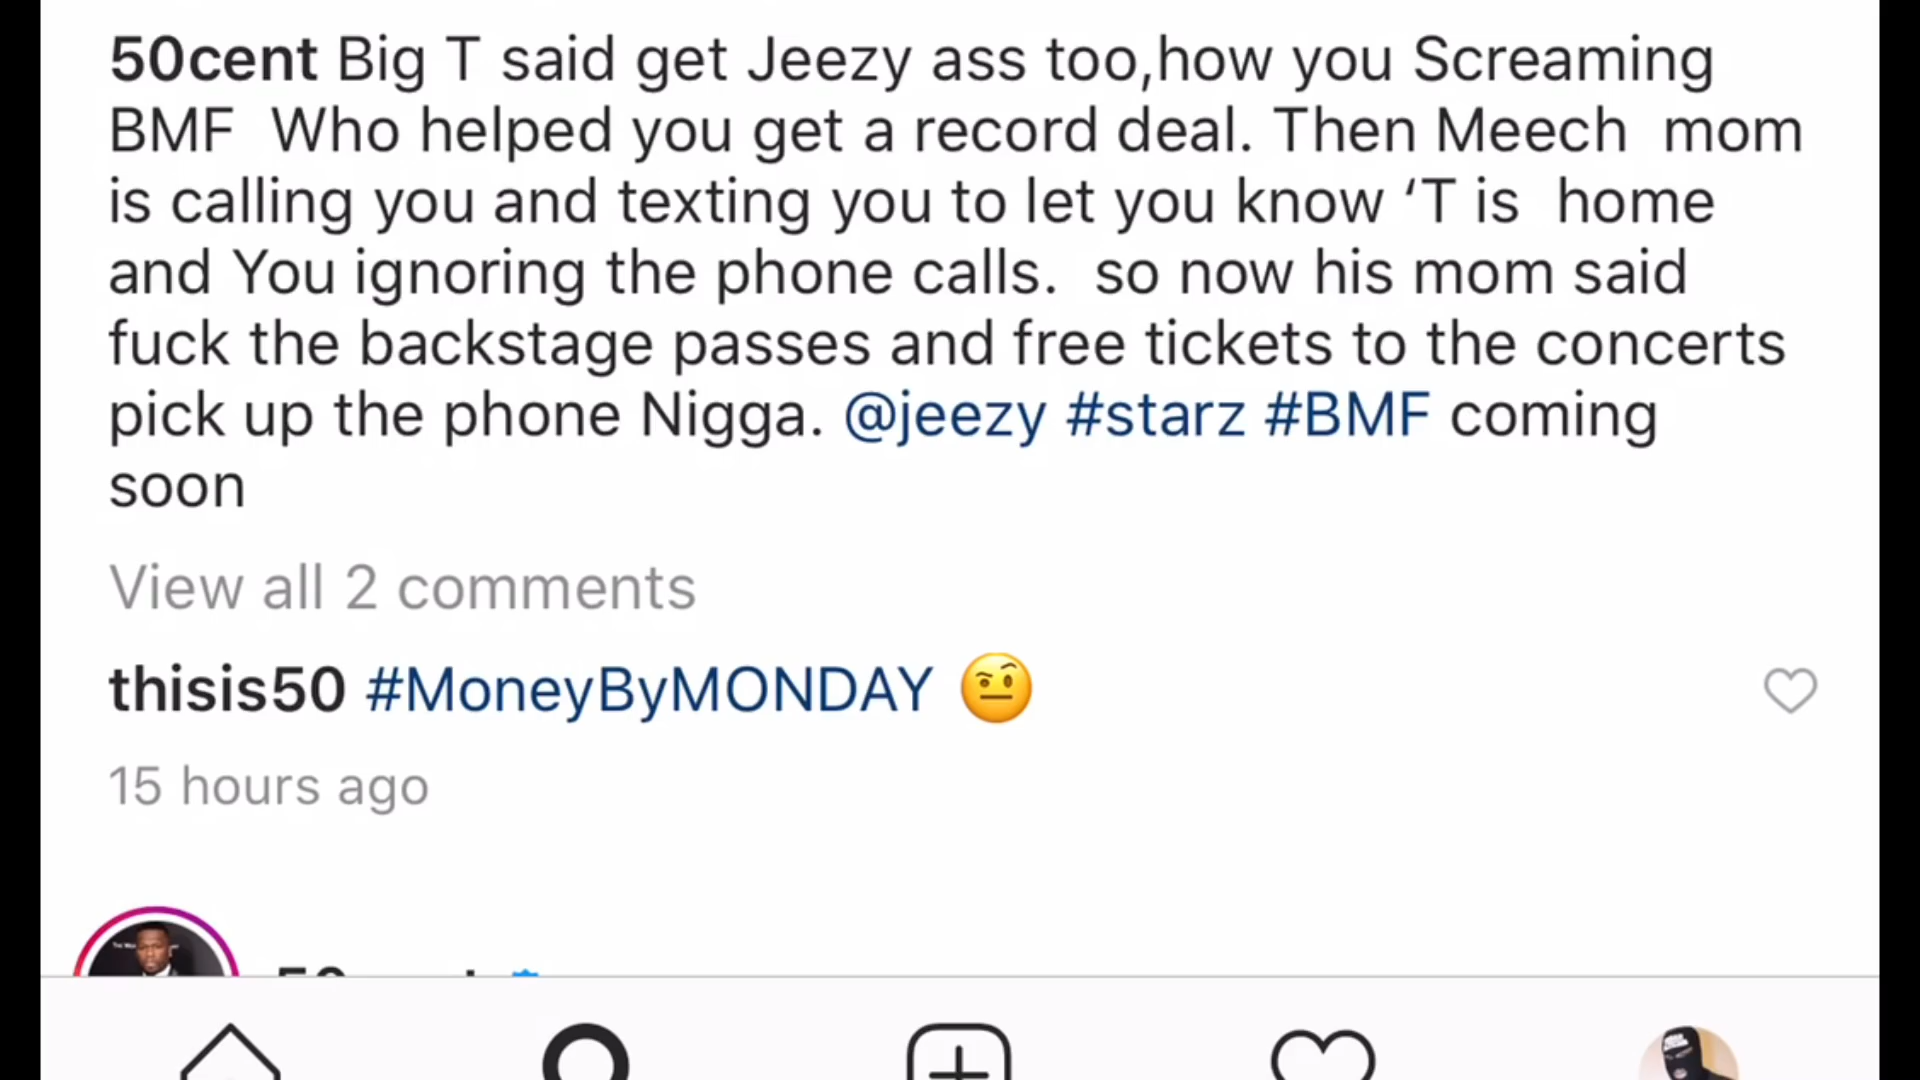 50cent Big T said get Jeezy ass too,how you Screaming
BMF  Who helped you get a record deal. Then Meech  mom
is calling you and texting you to let you know ‘T is  home
and You ignoring the phone calls.  so now his mom said
fuck the backstage passes and free tickets to the concerts
pick up the phone Nigga. @jeezy #starz #BMF coming
soon
View all 2 comments
thisis50 #MoneyByMONDAY 🤨
15 hours ago